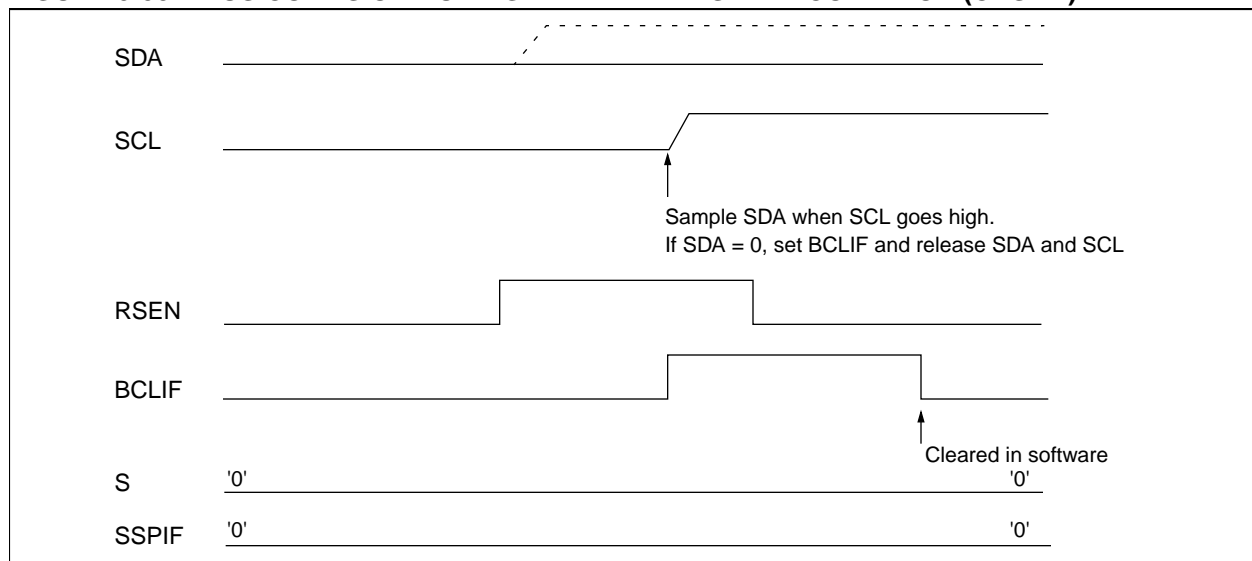 SDA
SCL
Sample SDA when SCL goes high.
If SDA = 0, set BCLIF and release SDA and SCL
RSEN
BCLIF
Cleared in software
S '0' '0'
SSPIF '0' '0'